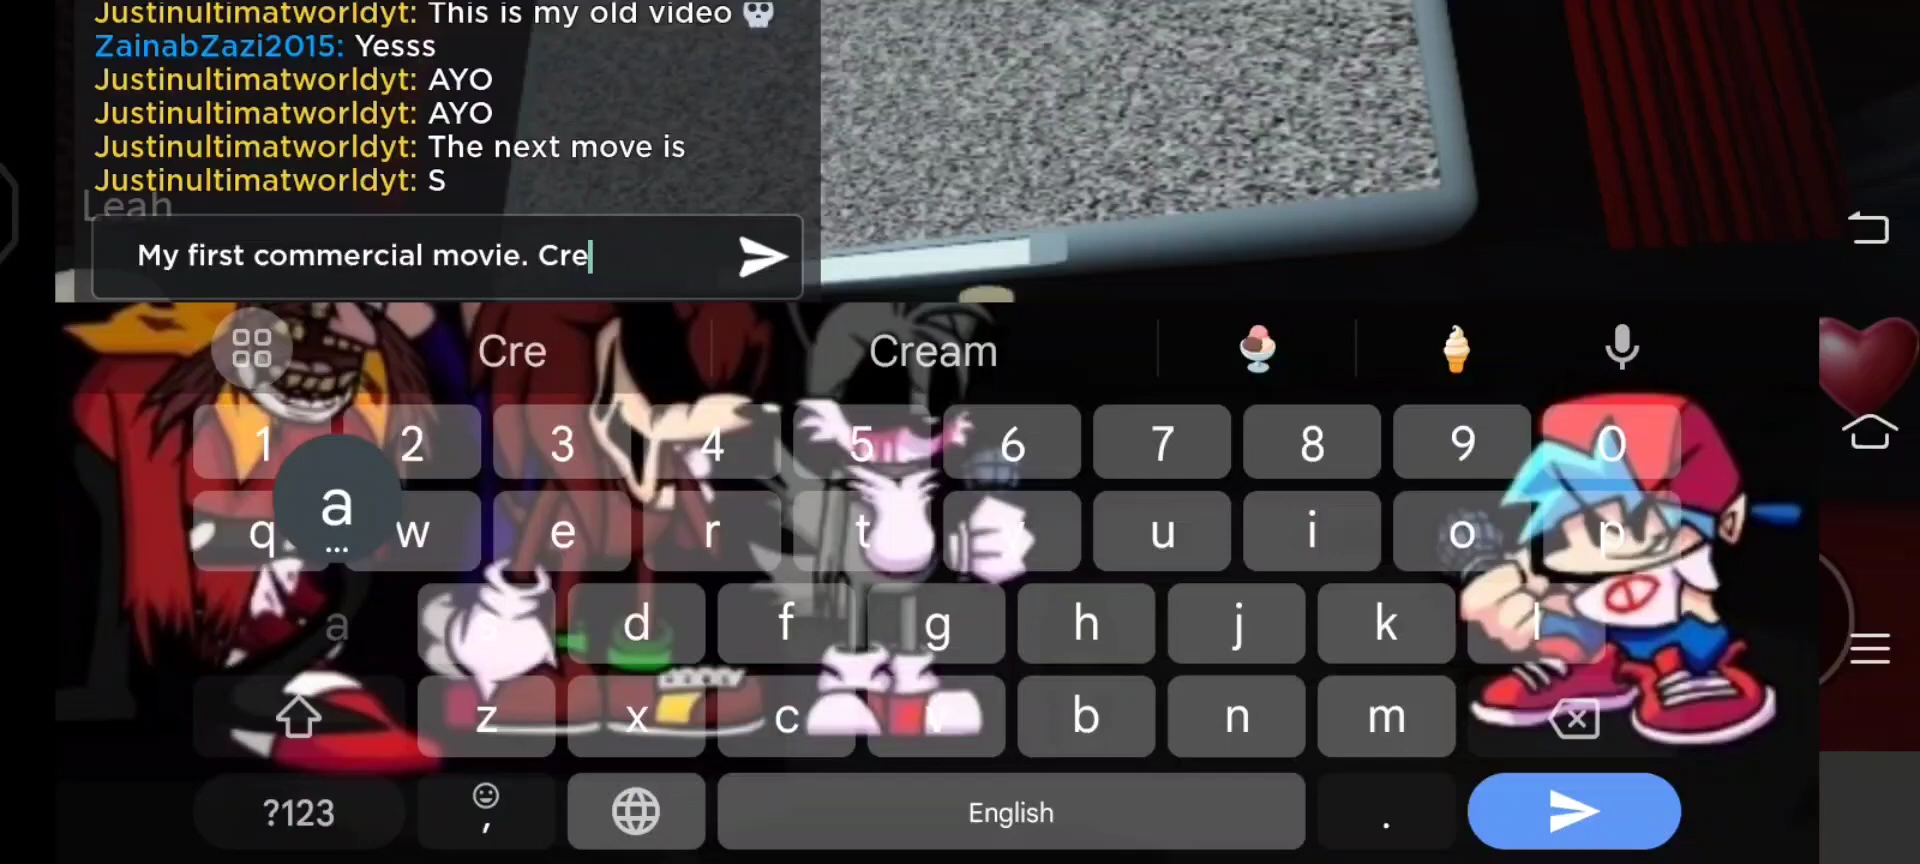 Justinultimatworldyt: This is my old video 💀
ZainabZazi2015: Yesss
Justinultimatworldyt: AYO
Justinultimatworldyt: AYO
Justinultimatworldyt: The next move is
Justinultimatworldyt: S
Leah
My first commercial movie. Cre
Cre Cream 🍨 🍦
1 2 3 4 5 6 7 8 9 0
a
q w e r t y u i o p
a s d f g h j k l
z x c v b n m
?123 , English .